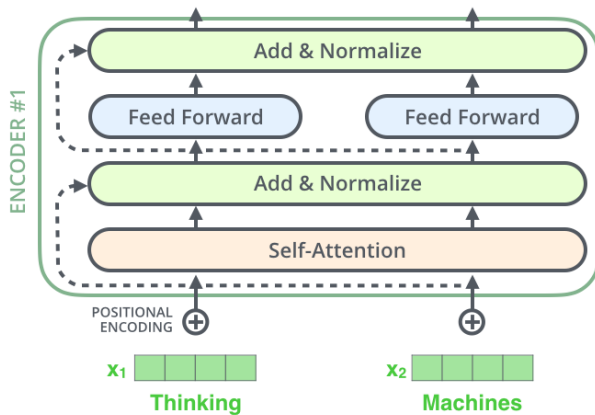 ENCODER #1
Add & Normalize
Feed Forward
Feed Forward
Add & Normalize
Self-Attention
POSITIONAL
ENCODING
x₁
x₂
Thinking
Machines